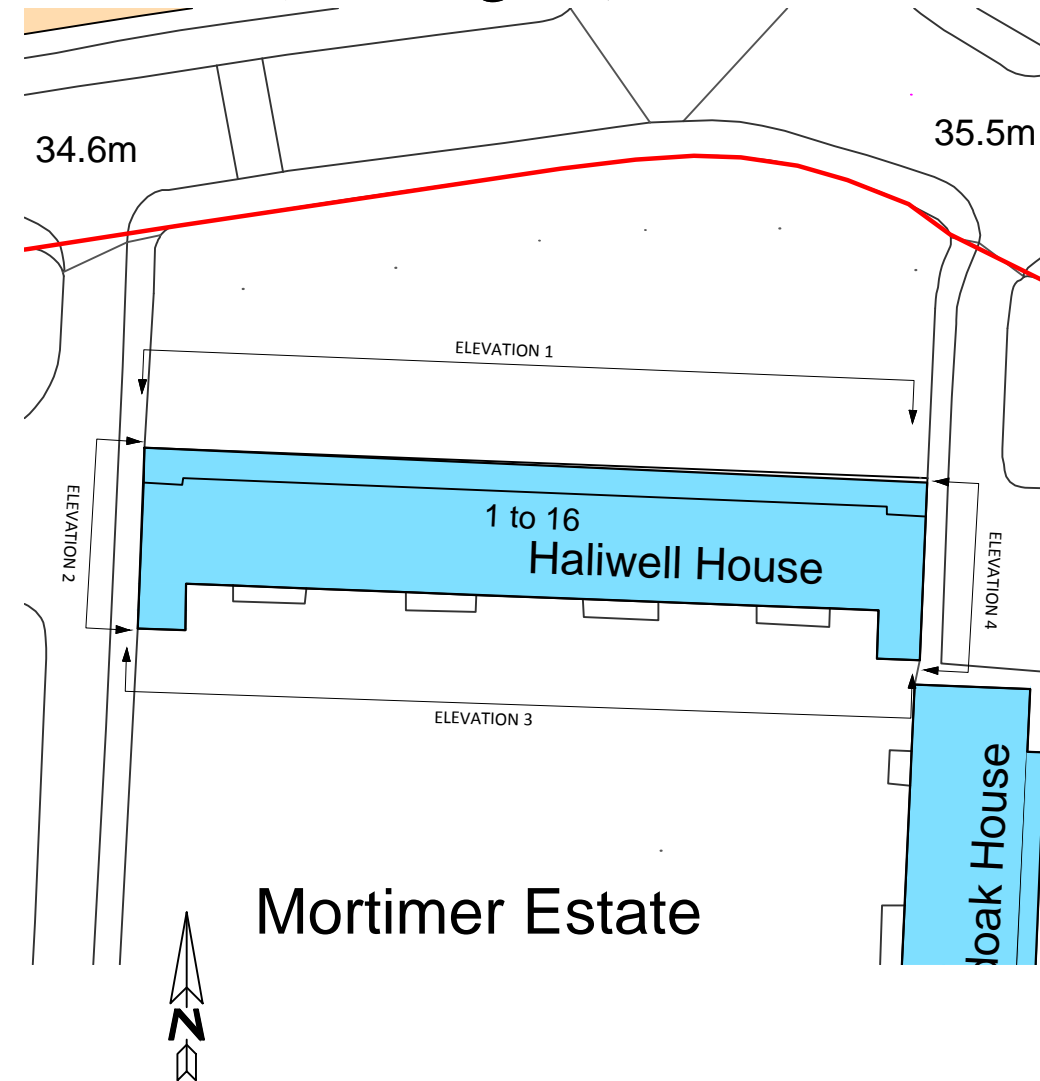 34.6m
35.5m
ELEVATION 1
1 to 16
Haliwell House
ELEVATION 2
ELEVATION 4
ELEVATION 3
doak House
Mortimer Estate
N